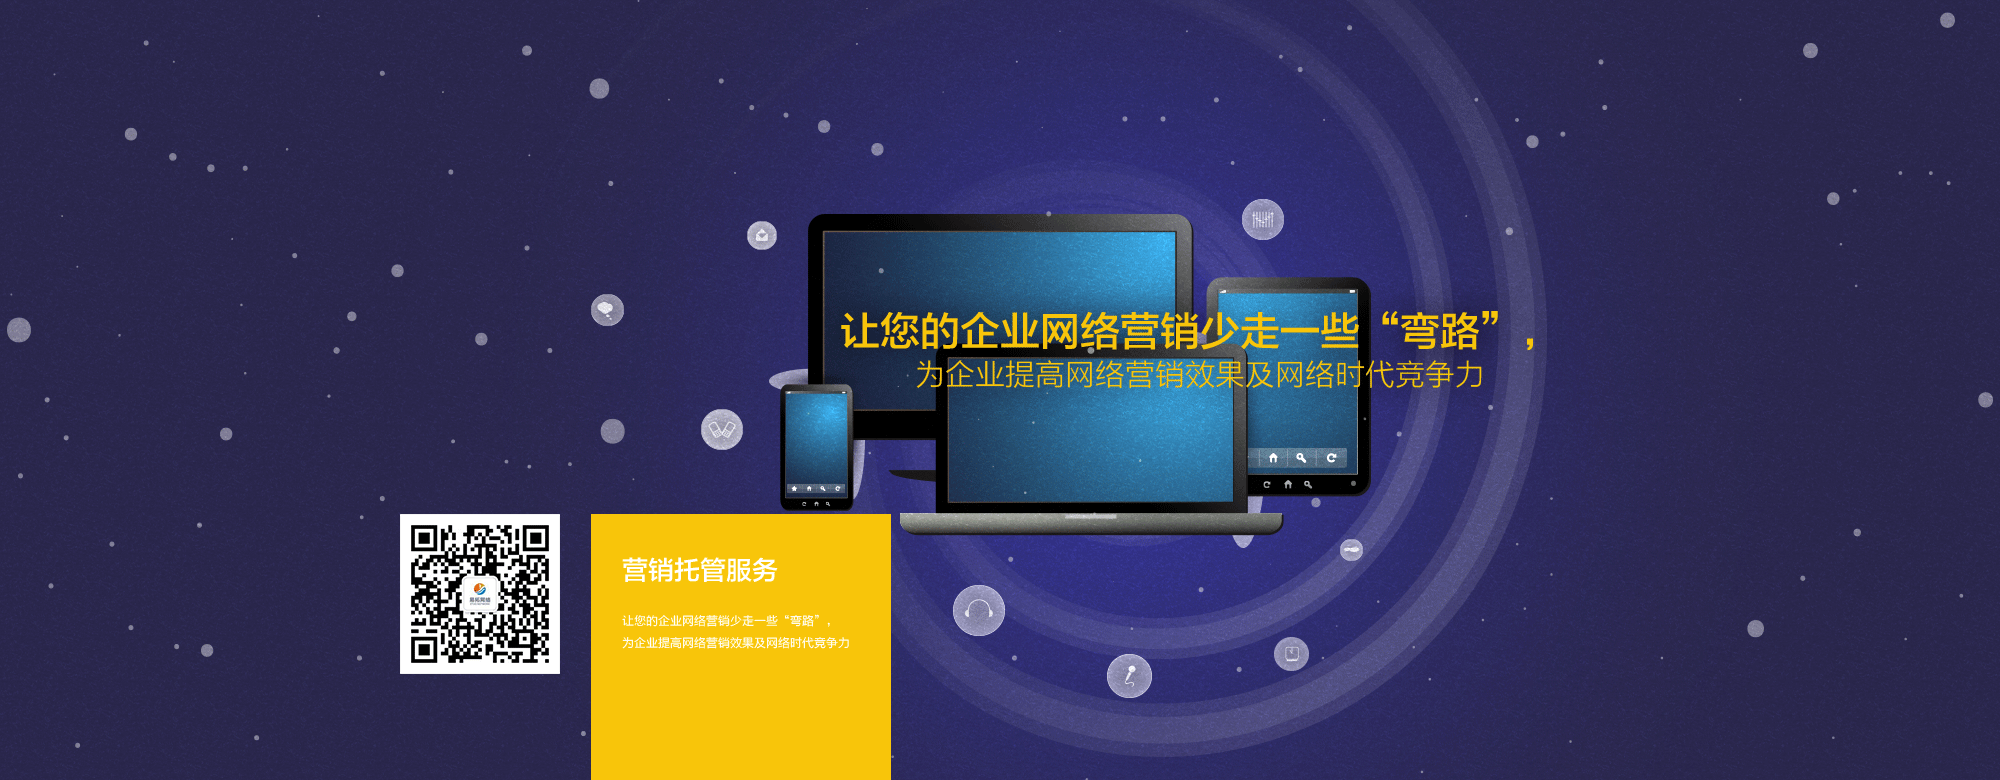 让您的企业网络营销少走一些“弯路”，
为企业提高网络营销效果及网络时代竞争力
营销托管服务
让您的企业网络营销少走一些“弯路”，
为企业提高网络营销效果及网络时代竞争力